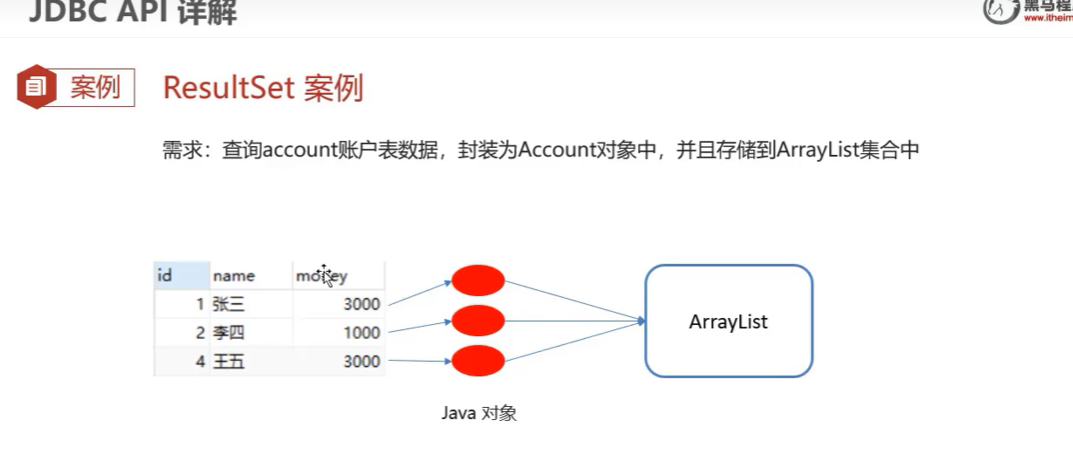 JDBC API 详解
黑马程
www.itheim
案例
ResultSet 案例
需求：查询account账户表数据，封装为Account对象中，并且存储到ArrayList集合中
id name money
1 张三 3000
2 李四 1000
4 王五 3000
ArrayList
Java 对象